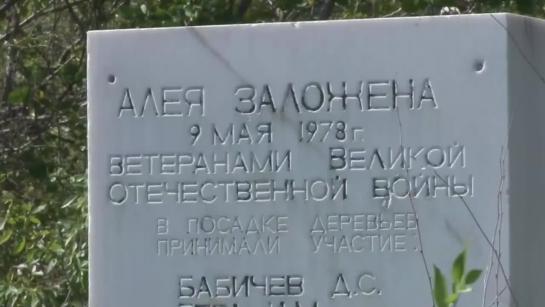 АЛЕЯ ЗАЛОЖЕНА
9 МАЯ 1978 г.
ВЕТЕРАНАМИ ВЕЛИКОЙ
ОТЕЧЕСТВЕННОЙ ВОЙНЫ
В ПОСАДКЕ ДЕРЕВЬЕВ
ПРИНИМАЛИ УЧАСТИЕ:
БАБИЧЕВ Д.С.